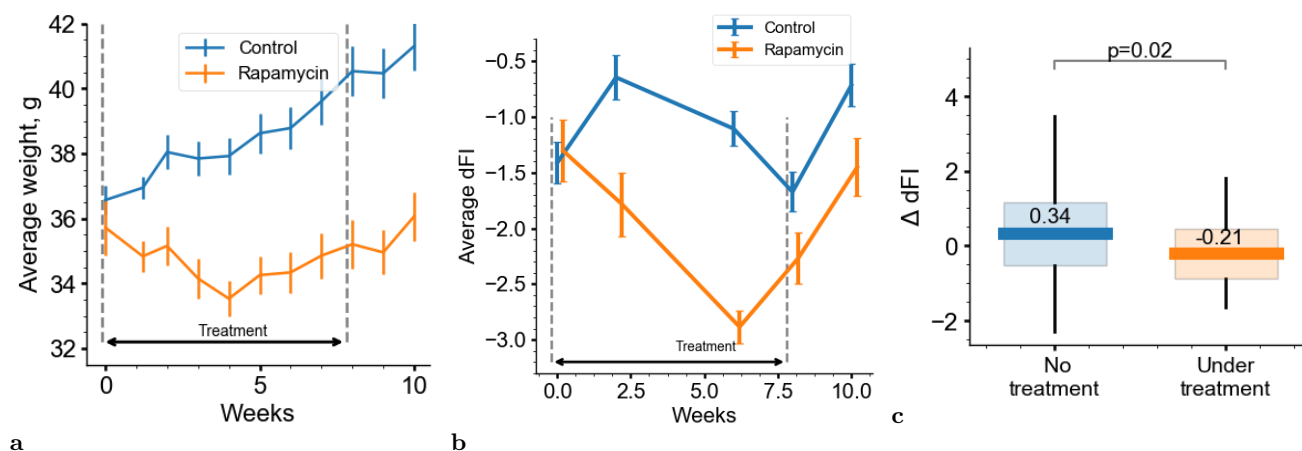 42
40
38
36
34
32
Average weight, g
Control
Rapamycin
Treatment
0
5
10
Weeks
a
Control
Rapamycin
−0.5
−1.0
−1.5
−2.0
−2.5
−3.0
Average dFI
Treatment
0.0
2.5
5.0
7.5
10.0
Weeks
b
p=0.02
4
2
0
−2
Δ dFI
0.34
-0.21
No
treatment
Under
treatment
c